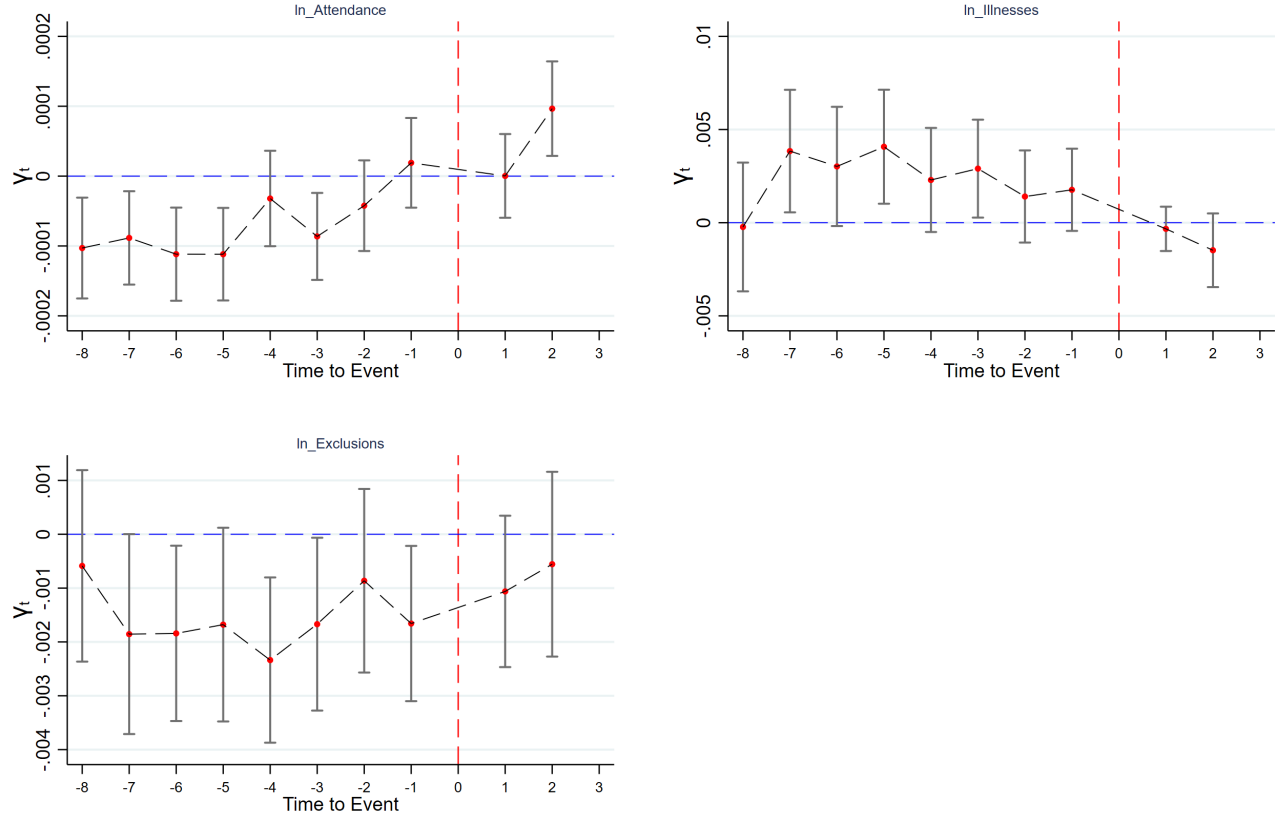 ln_Attendance
.0002
.0001
0
-.0001
-.0002
γt
-8 -7 -6 -5 -4 -3 -2 -1 0 1 2 3
Time to Event
ln_Illnesses
.01
.005
0
-.005
γt
-8 -7 -6 -5 -4 -3 -2 -1 0 1 2 3
Time to Event
ln_Exclusions
.001
0
-.001
-.002
-.003
-.004
γt
-8 -7 -6 -5 -4 -3 -2 -1 0 1 2 3
Time to Event